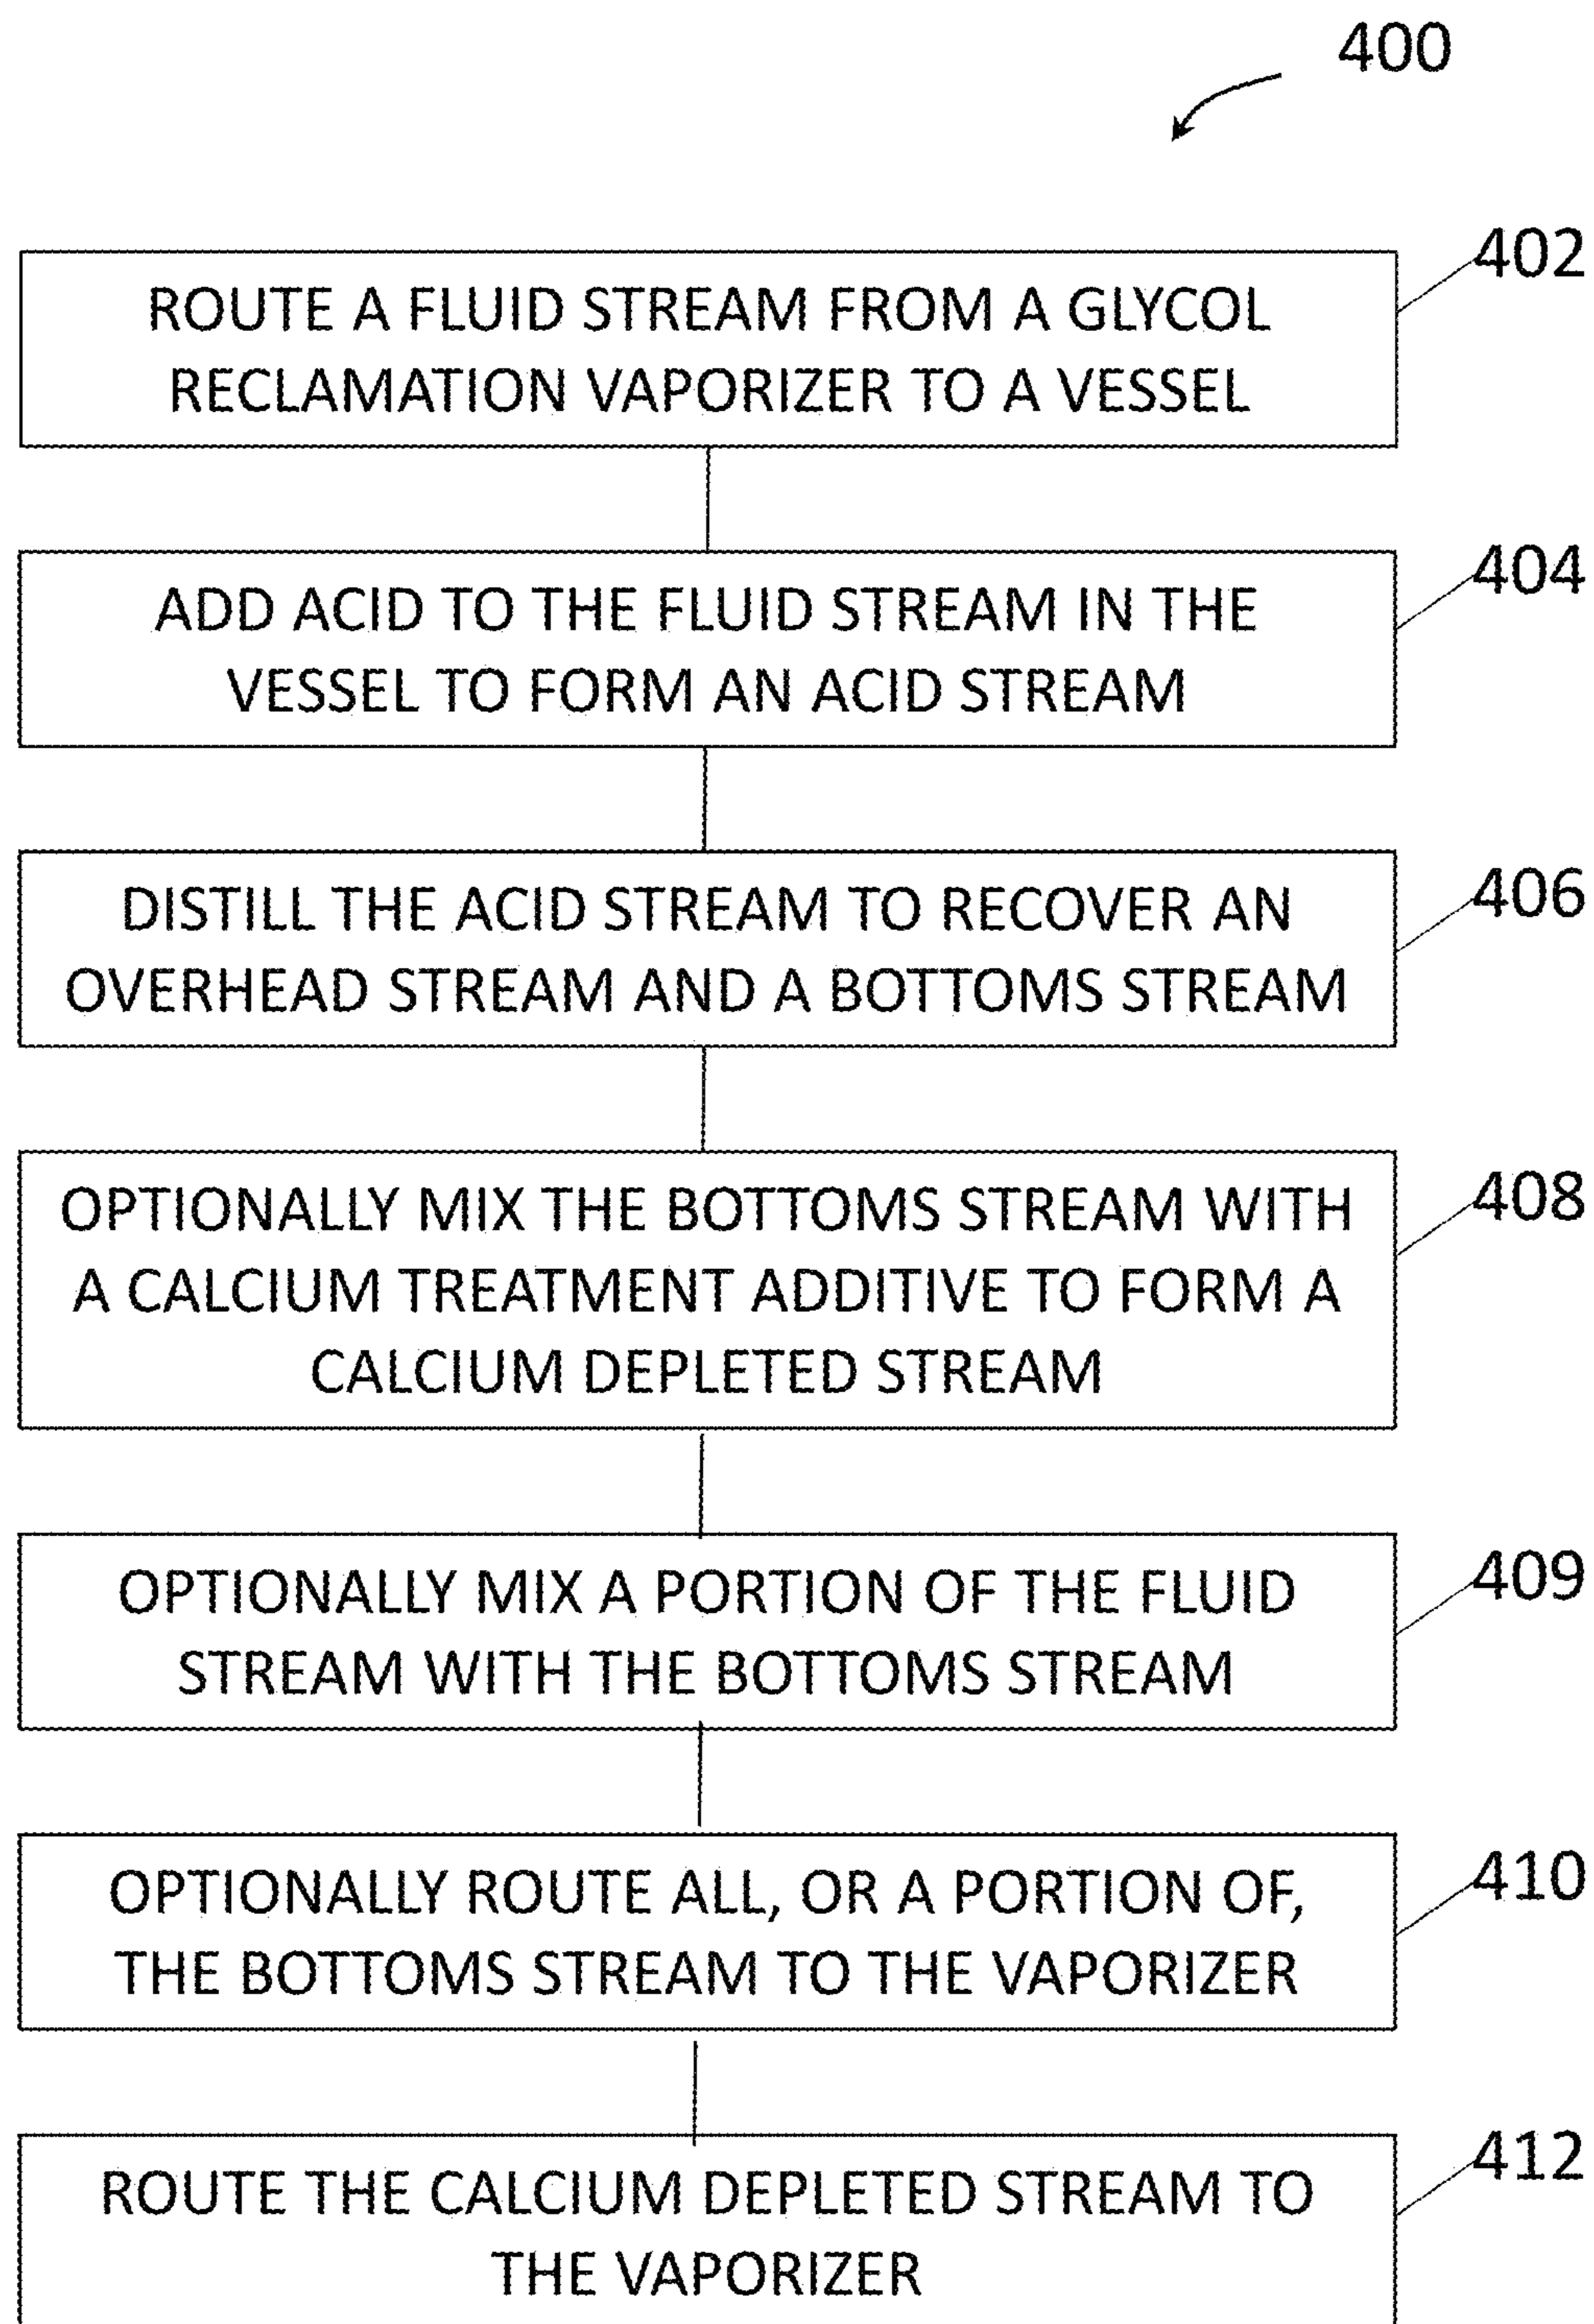 400
402
ROUTE A FLUID STREAM FROM A GLYCOL
RECLAMATION VAPORIZER TO A VESSEL
404
ADD ACID TO THE FLUID STREAM IN THE
VESSEL TO FORM AN ACID STREAM
406
DISTILL THE ACID STREAM TO RECOVER AN
OVERHEAD STREAM AND A BOTTOMS STREAM
408
OPTIONALLY MIX THE BOTTOMS STREAM WITH
A CALCIUM TREATMENT ADDITIVE TO FORM A
CALCIUM DEPLETED STREAM
409
OPTIONALLY MIX A PORTION OF THE FLUID
STREAM WITH THE BOTTOMS STREAM
410
OPTIONALLY ROUTE ALL, OR A PORTION OF,
THE BOTTOMS STREAM TO THE VAPORIZER
412
ROUTE THE CALCIUM DEPLETED STREAM TO
THE VAPORIZER